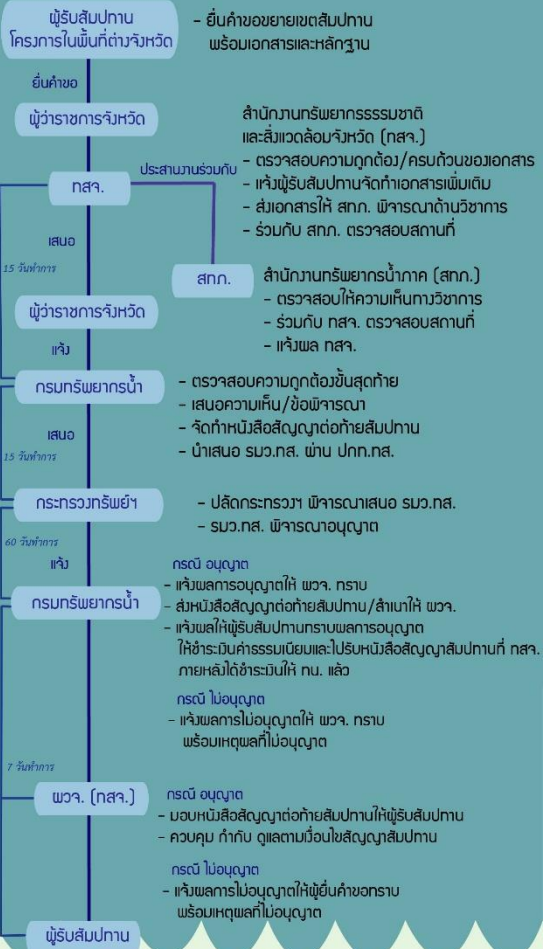 ผู้รับสัมปทาน
โครงการในพื้นที่ต่างจังหวัด
- ยื่นคำขอขยายเขตสัมปทาน
พร้อมเอกสารและหลักฐาน
ยื่นคำขอ
ผู้ว่าราชการจังหวัด
สำนักงานทรัพยากรธรรมชาติ
และสิ่งแวดล้อมจังหวัด (ทสจ.)
- ตรวจสอบความถูกต้อง/ครบถ้วนของเอกสาร
- แจ้งผู้รับสัมปทานจัดทำเอกสารเพิ่มเติม
- ส่งเอกสารให้ สทภ. พิจารณาด้านวิชาการ
- ร่วมกับ สทภ. ตรวจสอบสถานที่
ประสานงานร่วมกับ
ทสจ.
เสนอ
15 วันทำการ
สทภ.
สำนักงานทรัพยากรน้ำภาค (สทภ.)
- ตรวจสอบให้ความเห็นทางวิชาการ
- ร่วมกับ ทสจ. ตรวจสอบสถานที่
- แจ้งผล ทสจ.
ผู้ว่าราชการจังหวัด
แจ้ง
กรมทรัพยากรน้ำ
- ตรวจสอบความถูกต้องขั้นสุดท้าย
- เสนอความเห็น/ข้อพิจารณา
- จัดทำหนังสือสัญญาต่อท้ายสัมปทาน
- นำเสนอ รมว.ทส. ผ่าน ปกท.ทส.
เสนอ
15 วันทำการ
กระทรวงทรัพย์ฯ
- ปลัดกระทรวงฯ พิจารณาเสนอ รมว.ทส.
- รมว.ทส. พิจารณาอนุญาต
60 วันทำการ
แจ้ง
กรมทรัพยากรน้ำ
กรณี อนุญาต
- แจ้งผลการอนุญาตให้ ผวจ. ทราบ
- ส่งหนังสือสัญญาต่อท้ายสัมปทาน/สำเนาให้ ผวจ.
- แจ้งผลให้ผู้รับสัมปทานทราบผลการอนุญาต
ให้ชำระเงินค่าธรรมเนียมและไปรับหนังสือสัญญาสัมปทานที่ ทสจ.
ภายหลังได้ชำระเงินให้ ทน. แล้ว
กรณี ไม่อนุญาต
- แจ้งผลการไม่อนุญาตให้ ผวจ. ทราบ
พร้อมเหตุผลที่ไม่อนุญาต
7 วันทำการ
ผวจ. (ทสจ.)
กรณี อนุญาต
- มอบหนังสือสัญญาต่อท้ายสัมปทานให้ผู้รับสัมปทาน
- ควบคุม กำกับ ดูแลตามเงื่อนไขสัญญาสัมปทาน
กรณี ไม่อนุญาต
- แจ้งผลการไม่อนุญาตให้ผู้ยื่นคำขอทราบ
พร้อมเหตุผลที่ไม่อนุญาต
ผู้รับสัมปทาน